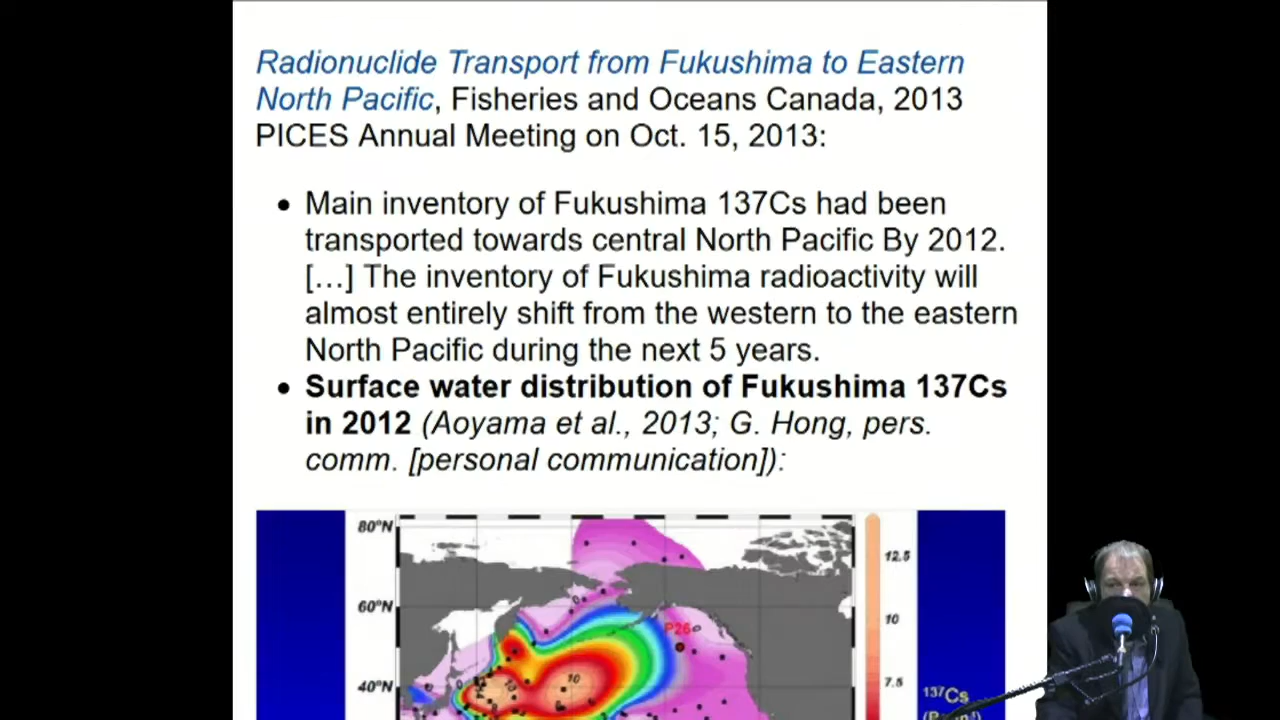 Radionuclide Transport from Fukushima to Eastern
North Pacific, Fisheries and Oceans Canada, 2013
PICES Annual Meeting on Oct. 15, 2013:
• Main inventory of Fukushima 137Cs had been
transported towards central North Pacific By 2012.
[…] The inventory of Fukushima radioactivity will
almost entirely shift from the western to the eastern
North Pacific during the next 5 years.
• Surface water distribution of Fukushima 137Cs
in 2012 (Aoyama et al., 2013; G. Hong, pers.
comm. [personal communication]):
80°N
12.5
60°N
P26
10
40°N
10
7.5
137Cs